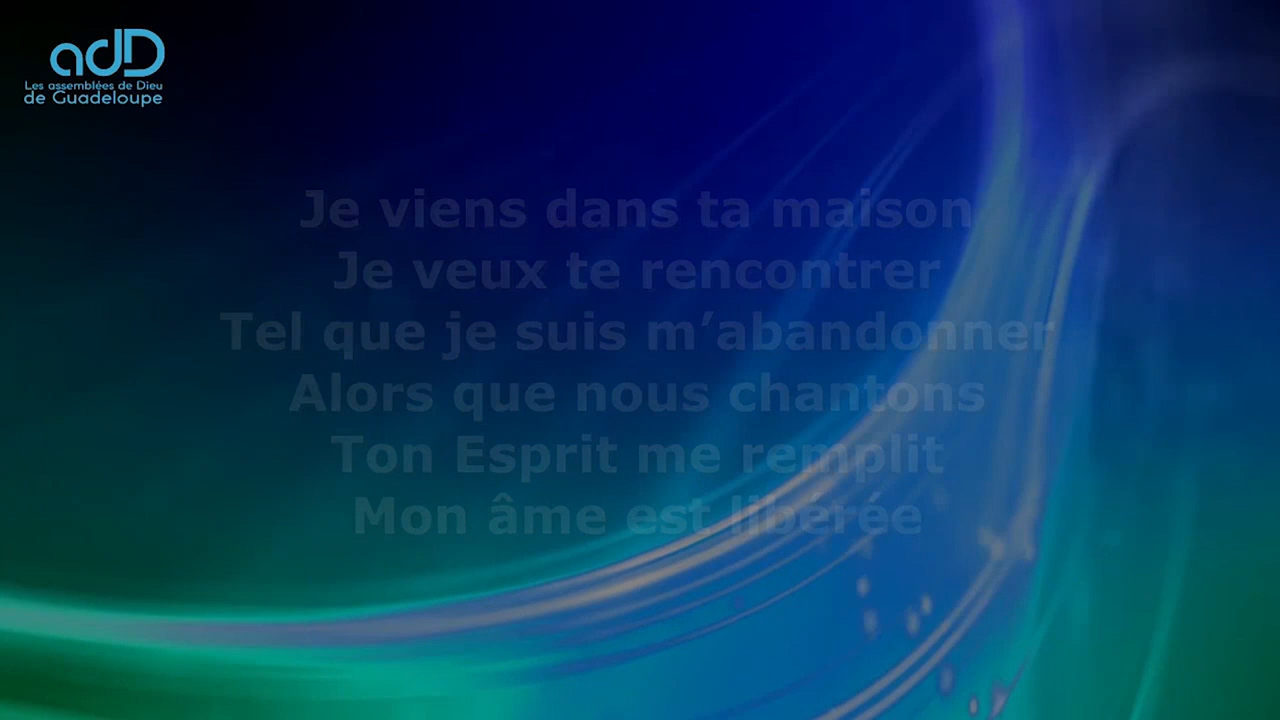 adD
Les assemblées de Dieu
de Guadeloupe
Je viens dans ta maison
Je veux te rencontrer
Tel que je suis m’abandonner
Alors que nous chantons
Ton Esprit me remplit
Mon âme est libérée